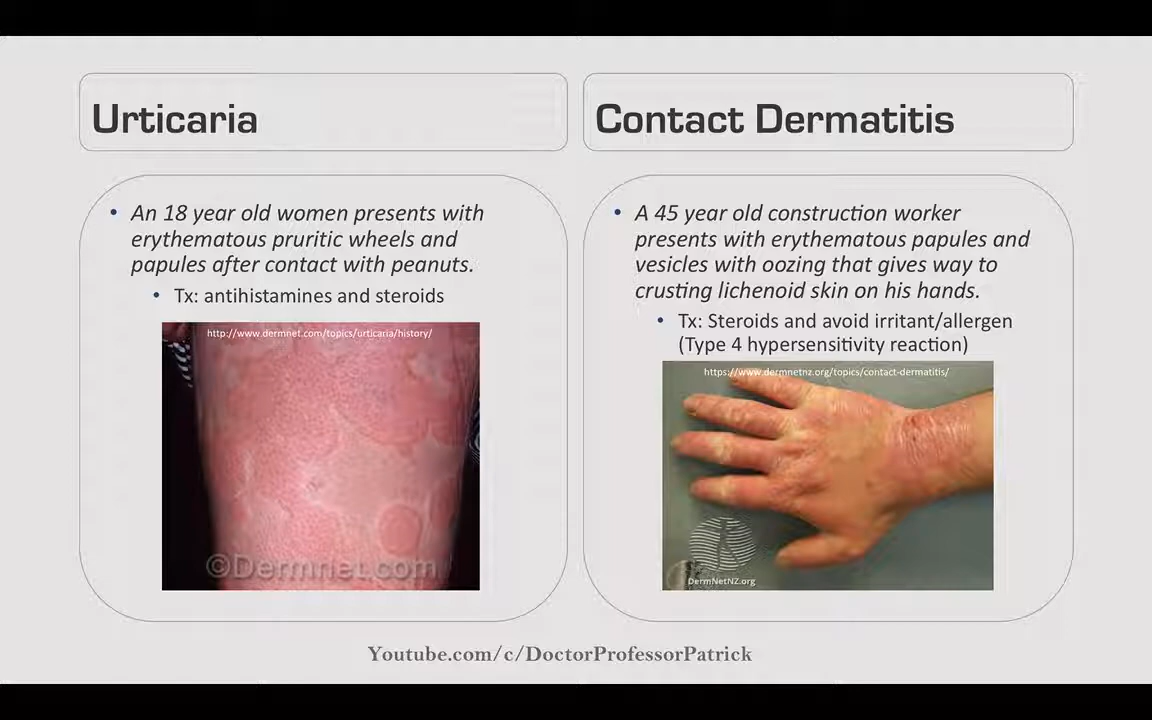 Urticaria
• An 18 year old women presents with
erythematous pruritic wheels and
papules after contact with peanuts.
• Tx: antihistamines and steroids
http://www.dermnet.com/topics/urticaria/history/
©Dermnet.com
Contact Dermatitis
• A 45 year old construction worker
presents with erythematous papules and
vesicles with oozing that gives way to
crusting lichenoid skin on his hands.
• Tx: Steroids and avoid irritant/allergen
(Type 4 hypersensitivity reaction)
https://www.dermnetnz.org/topics/contact-dermatitis/
DermNetNZ.org
Youtube.com/c/DoctorProfessorPatrick